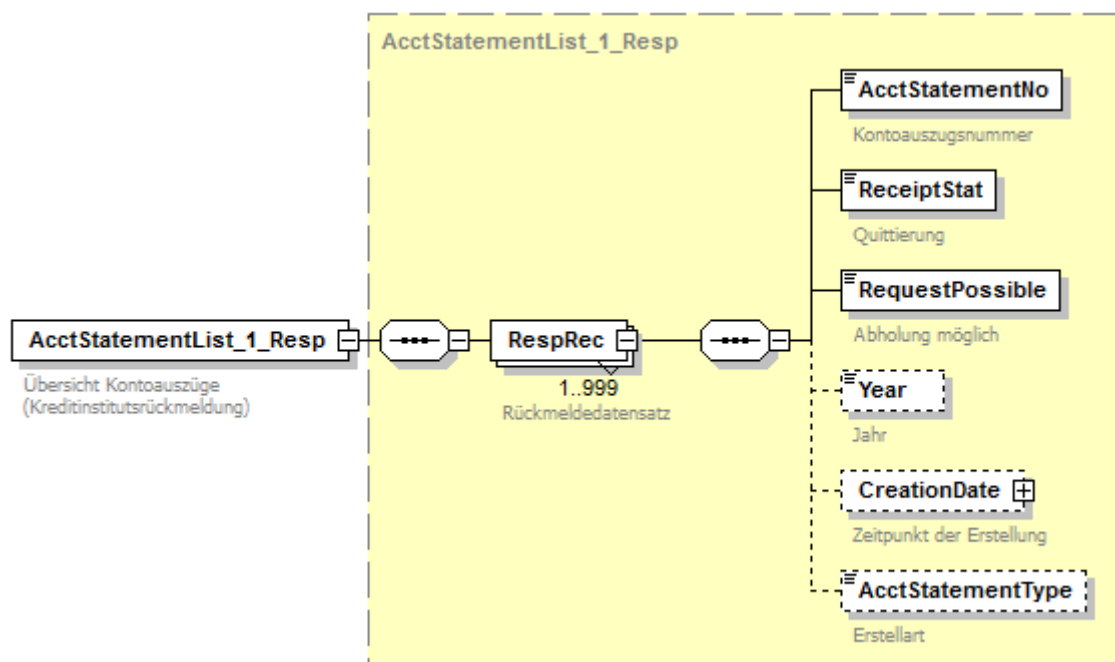 AcctStatementList_1_Resp
AcctStatementNo
Kontoauszugsnummer
ReceiptStat
Quittierung
RequestPossible
Abholung möglich
AcctStatementList_1_Resp
Übersicht Kontoauszüge
(Kreditinstitutsrückmeldung)
RespRec
1..999
Rückmeldedatensatz
Year
Jahr
CreationDate
Zeitpunkt der Erstellung
AcctStatementType
Erstellart